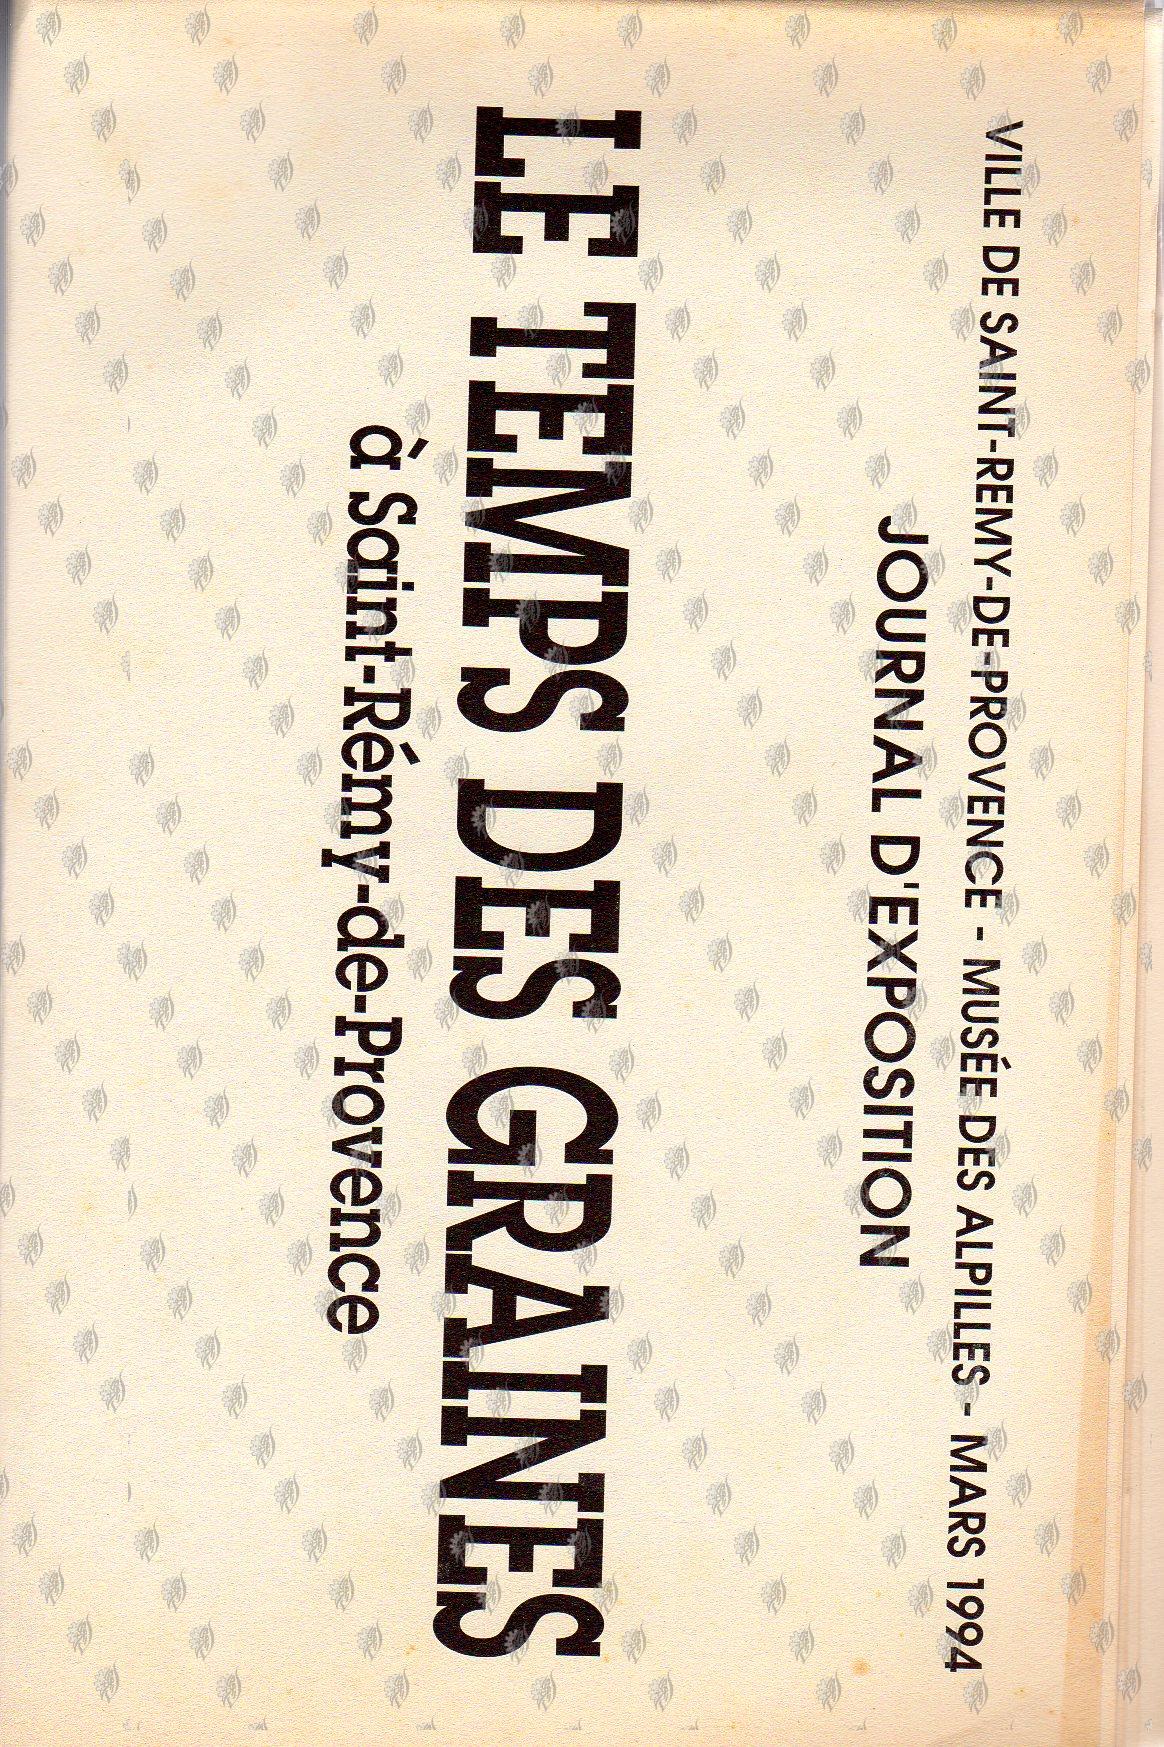 VILLE DE SAINT-REMY-DE-PROVENCE - MUSÉE DES ALPILLES - MARS 1994
JOURNAL D'EXPOSITION
LE TEMPS DES GRAINES
à Saint-Rémy-de-Provence